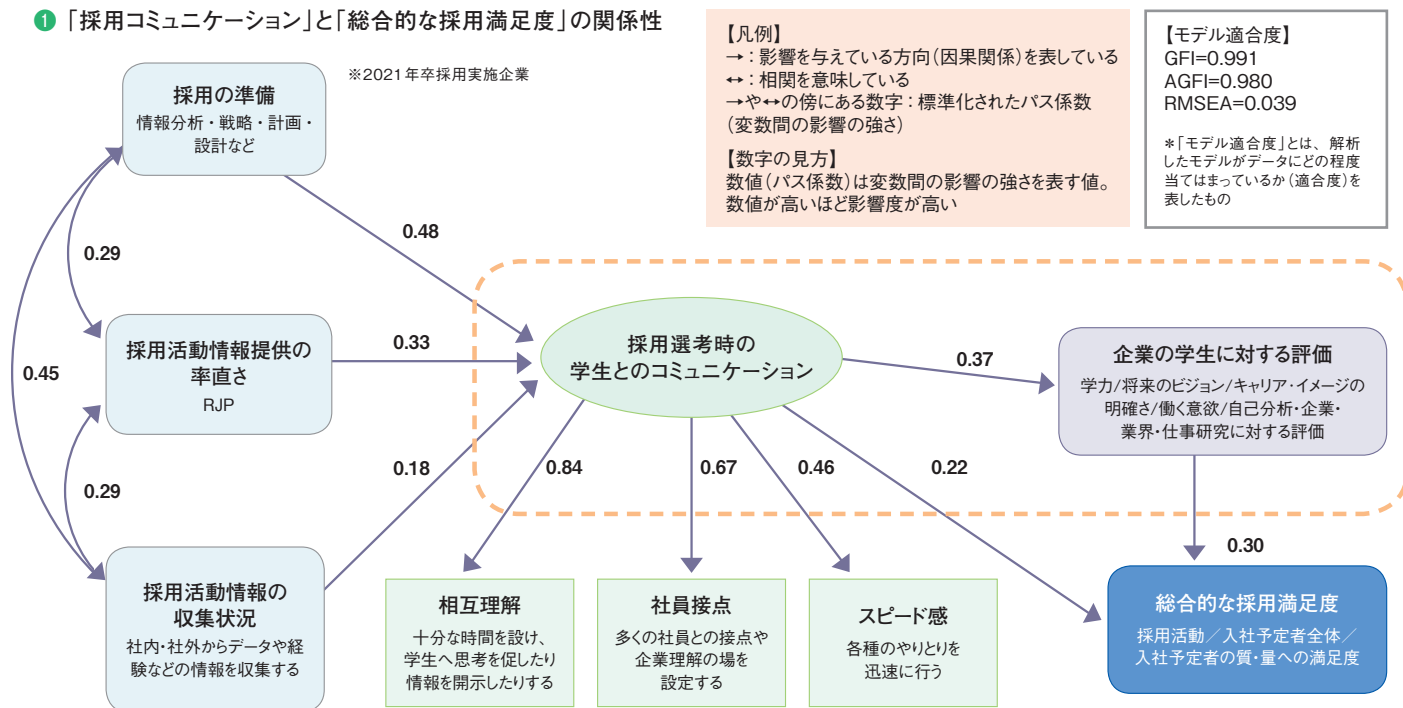 ❶ 「採用コミュニケーション」と「総合的な採用満足度」の関係性
※2021年卒採用実施企業
【凡例】
→：影響を与えている方向（因果関係）を表している
↔：相関を意味している
→や↔の傍にある数字：標準化されたパス係数
（変数間の影響の強さ）
【数字の見方】
数値（パス係数）は変数間の影響の強さを表す値。
数値が高いほど影響度が高い
【モデル適合度】
GFI=0.991
AGFI=0.980
RMSEA=0.039
＊「モデル適合度」とは、解析
したモデルがデータにどの程度
当てはまっているか（適合度）を
表したもの
採用の準備
情報分析・戦略・計画・
設計など
0.48
0.29
採用活動情報提供の
率直さ
RJP
0.33
0.45
0.29
0.18
採用活動情報の
収集状況
社内・社外からデータや経
験などの情報を収集する
採用選考時の
学生とのコミュニケーション
0.37
企業の学生に対する評価
学力/将来のビジョン/キャリア・イメージの
明確さ/働く意欲/自己分析・企業・
業界・仕事研究に対する評価
0.84
0.67
0.46
0.22
0.30
相互理解
十分な時間を設け、
学生へ思考を促したり
情報を開示したりする
社員接点
多くの社員との接点や
企業理解の場を
設定する
スピード感
各種のやりとりを
迅速に行う
総合的な採用満足度
採用活動／入社予定者全体／
入社予定者の質・量への満足度